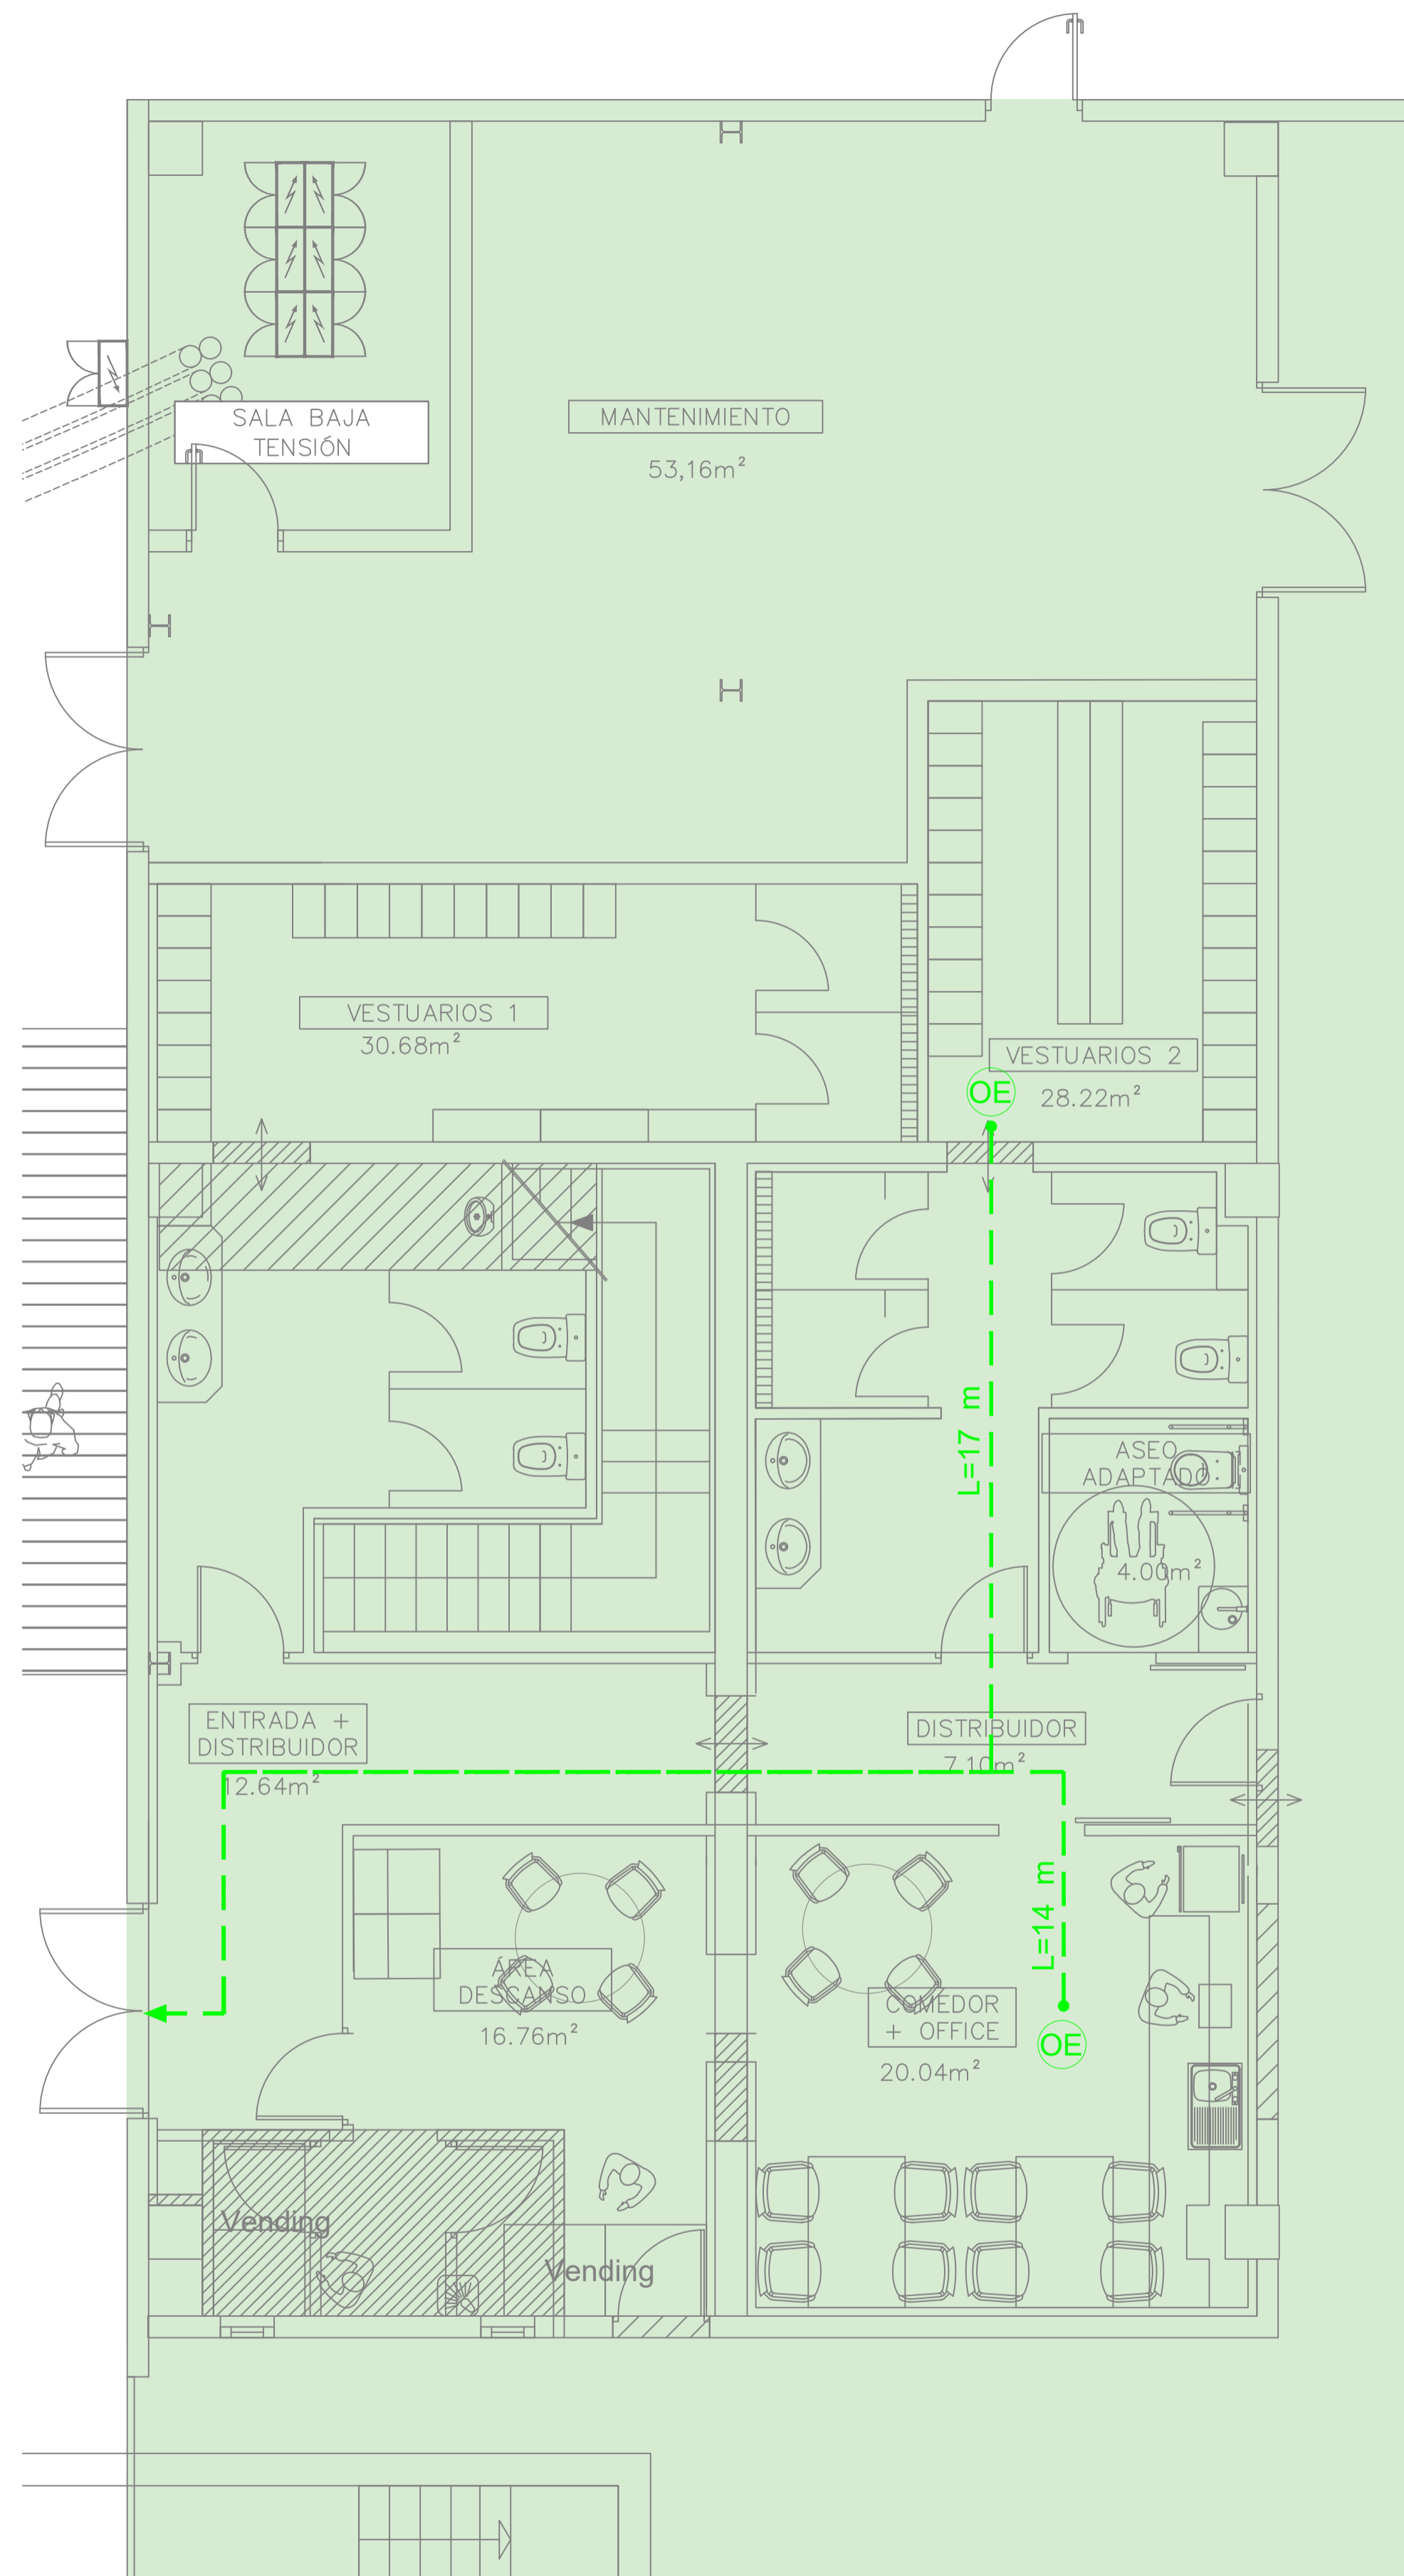 SALA BAJA
TENSIÓN
MANTENIMIENTO
53,16m²
VESTUARIOS 1
30.68m²
VESTUARIOS 2
OE
28.22m²
L=17 m
ASEO
ADAPTADO
4.00m²
ENTRADA +
DISTRIBUIDOR
12.64m²
DISTRIBUIDOR
7.10m²
L=14 m
ÁREA
DESCANSO
16.76m²
COMEDOR
+ OFFICE
20.04m²
OE
Vending
Vending